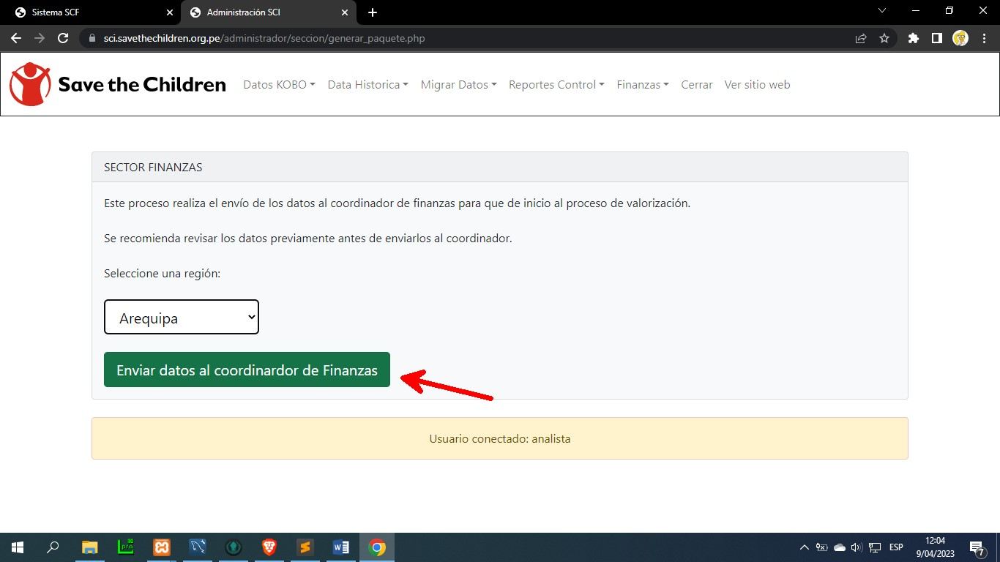 Sistema SCF
Administración SCI
sci.savethechildren.org.pe/administrador/seccion/generar_paquete.php
Save the Children
Datos KOBO
Data Historica
Migrar Datos
Reportes Control
Finanzas
Cerrar
Ver sitio web
SECTOR FINANZAS
Este proceso realiza el envío de los datos al coordinador de finanzas para que de inicio al proceso de valorización.
Se recomienda revisar los datos previamente antes de enviarlos al coordinador.
Seleccione una región:
Arequipa
Enviar datos al coordinardor de Finanzas
Usuario conectado: analista
32
pro
W
ESP
12:04
9/04/2023
7